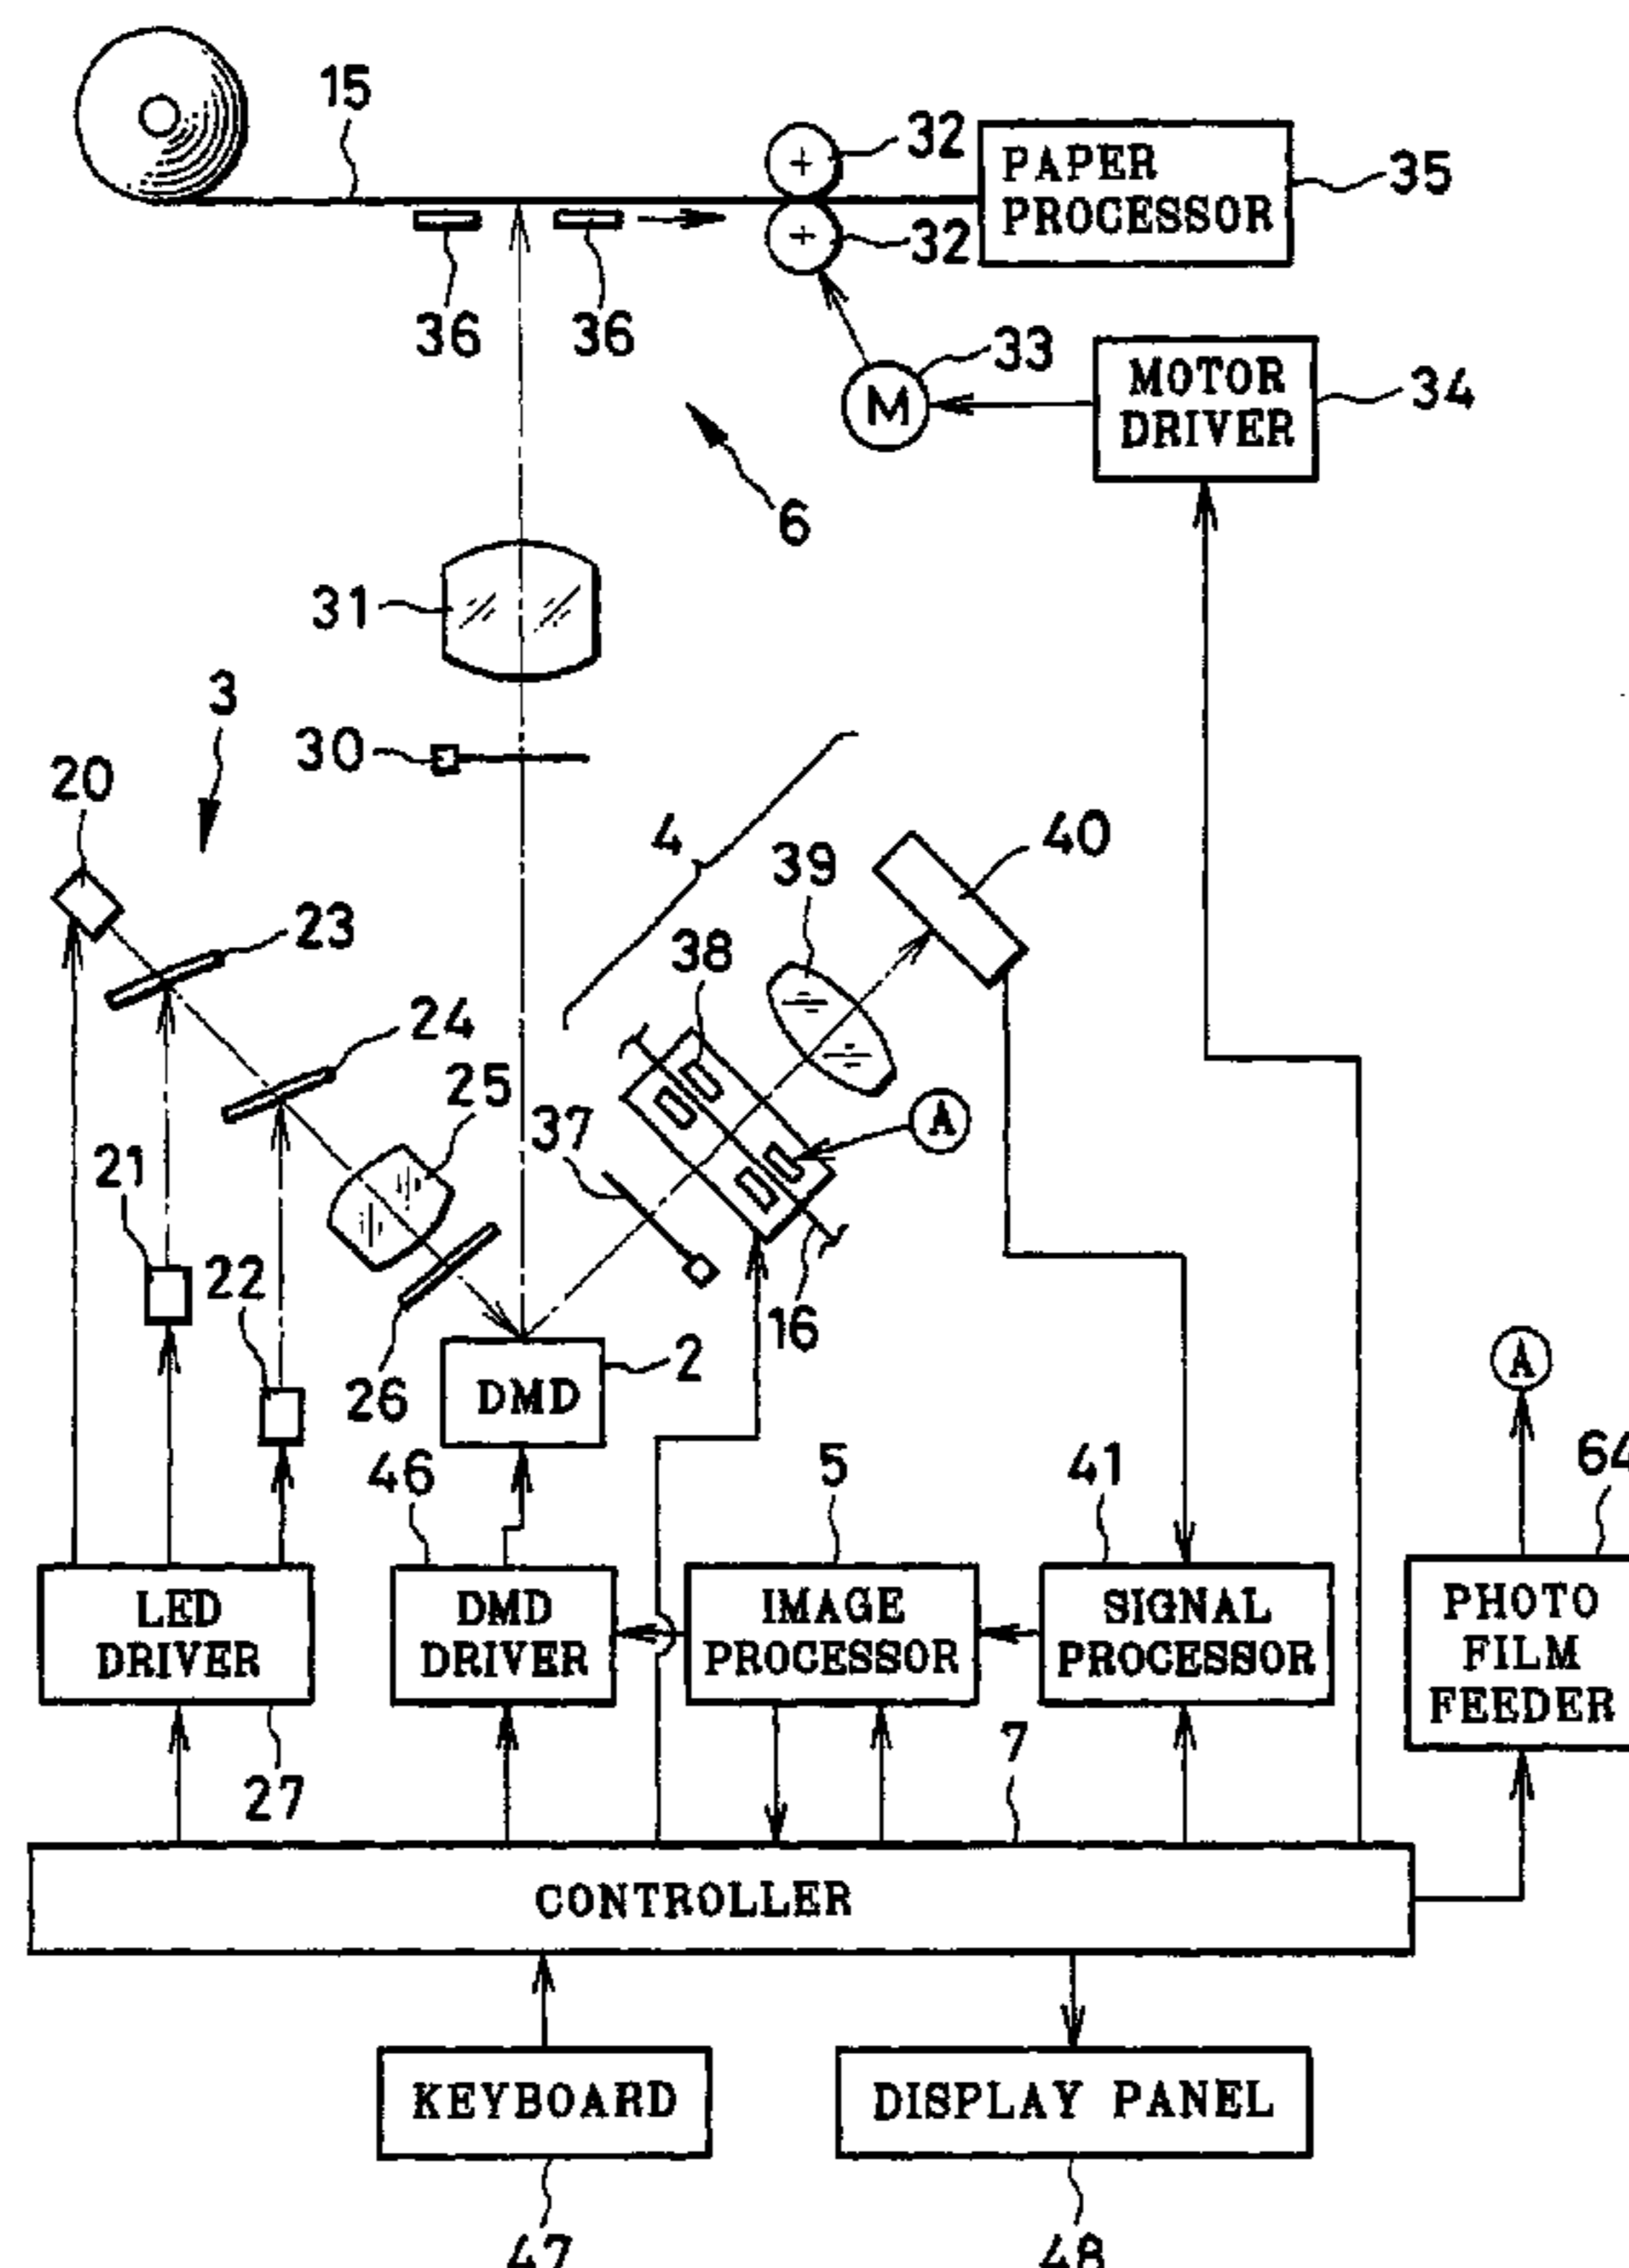 15
32
PAPER
PROCESSOR
35
32
36
36
33
M
MOTOR
DRIVER
34
6
31
3
30
20
4
40
39
23
38
24
25
37
A
21
22
16
26
DMD
2
A
46
5
41
64
LED
DRIVER
DMD
DRIVER
IMAGE
PROCESSOR
SIGNAL
PROCESSOR
PHOTO
FILM
FEEDER
27
7
CONTROLLER
KEYBOARD
DISPLAY PANEL
47
48